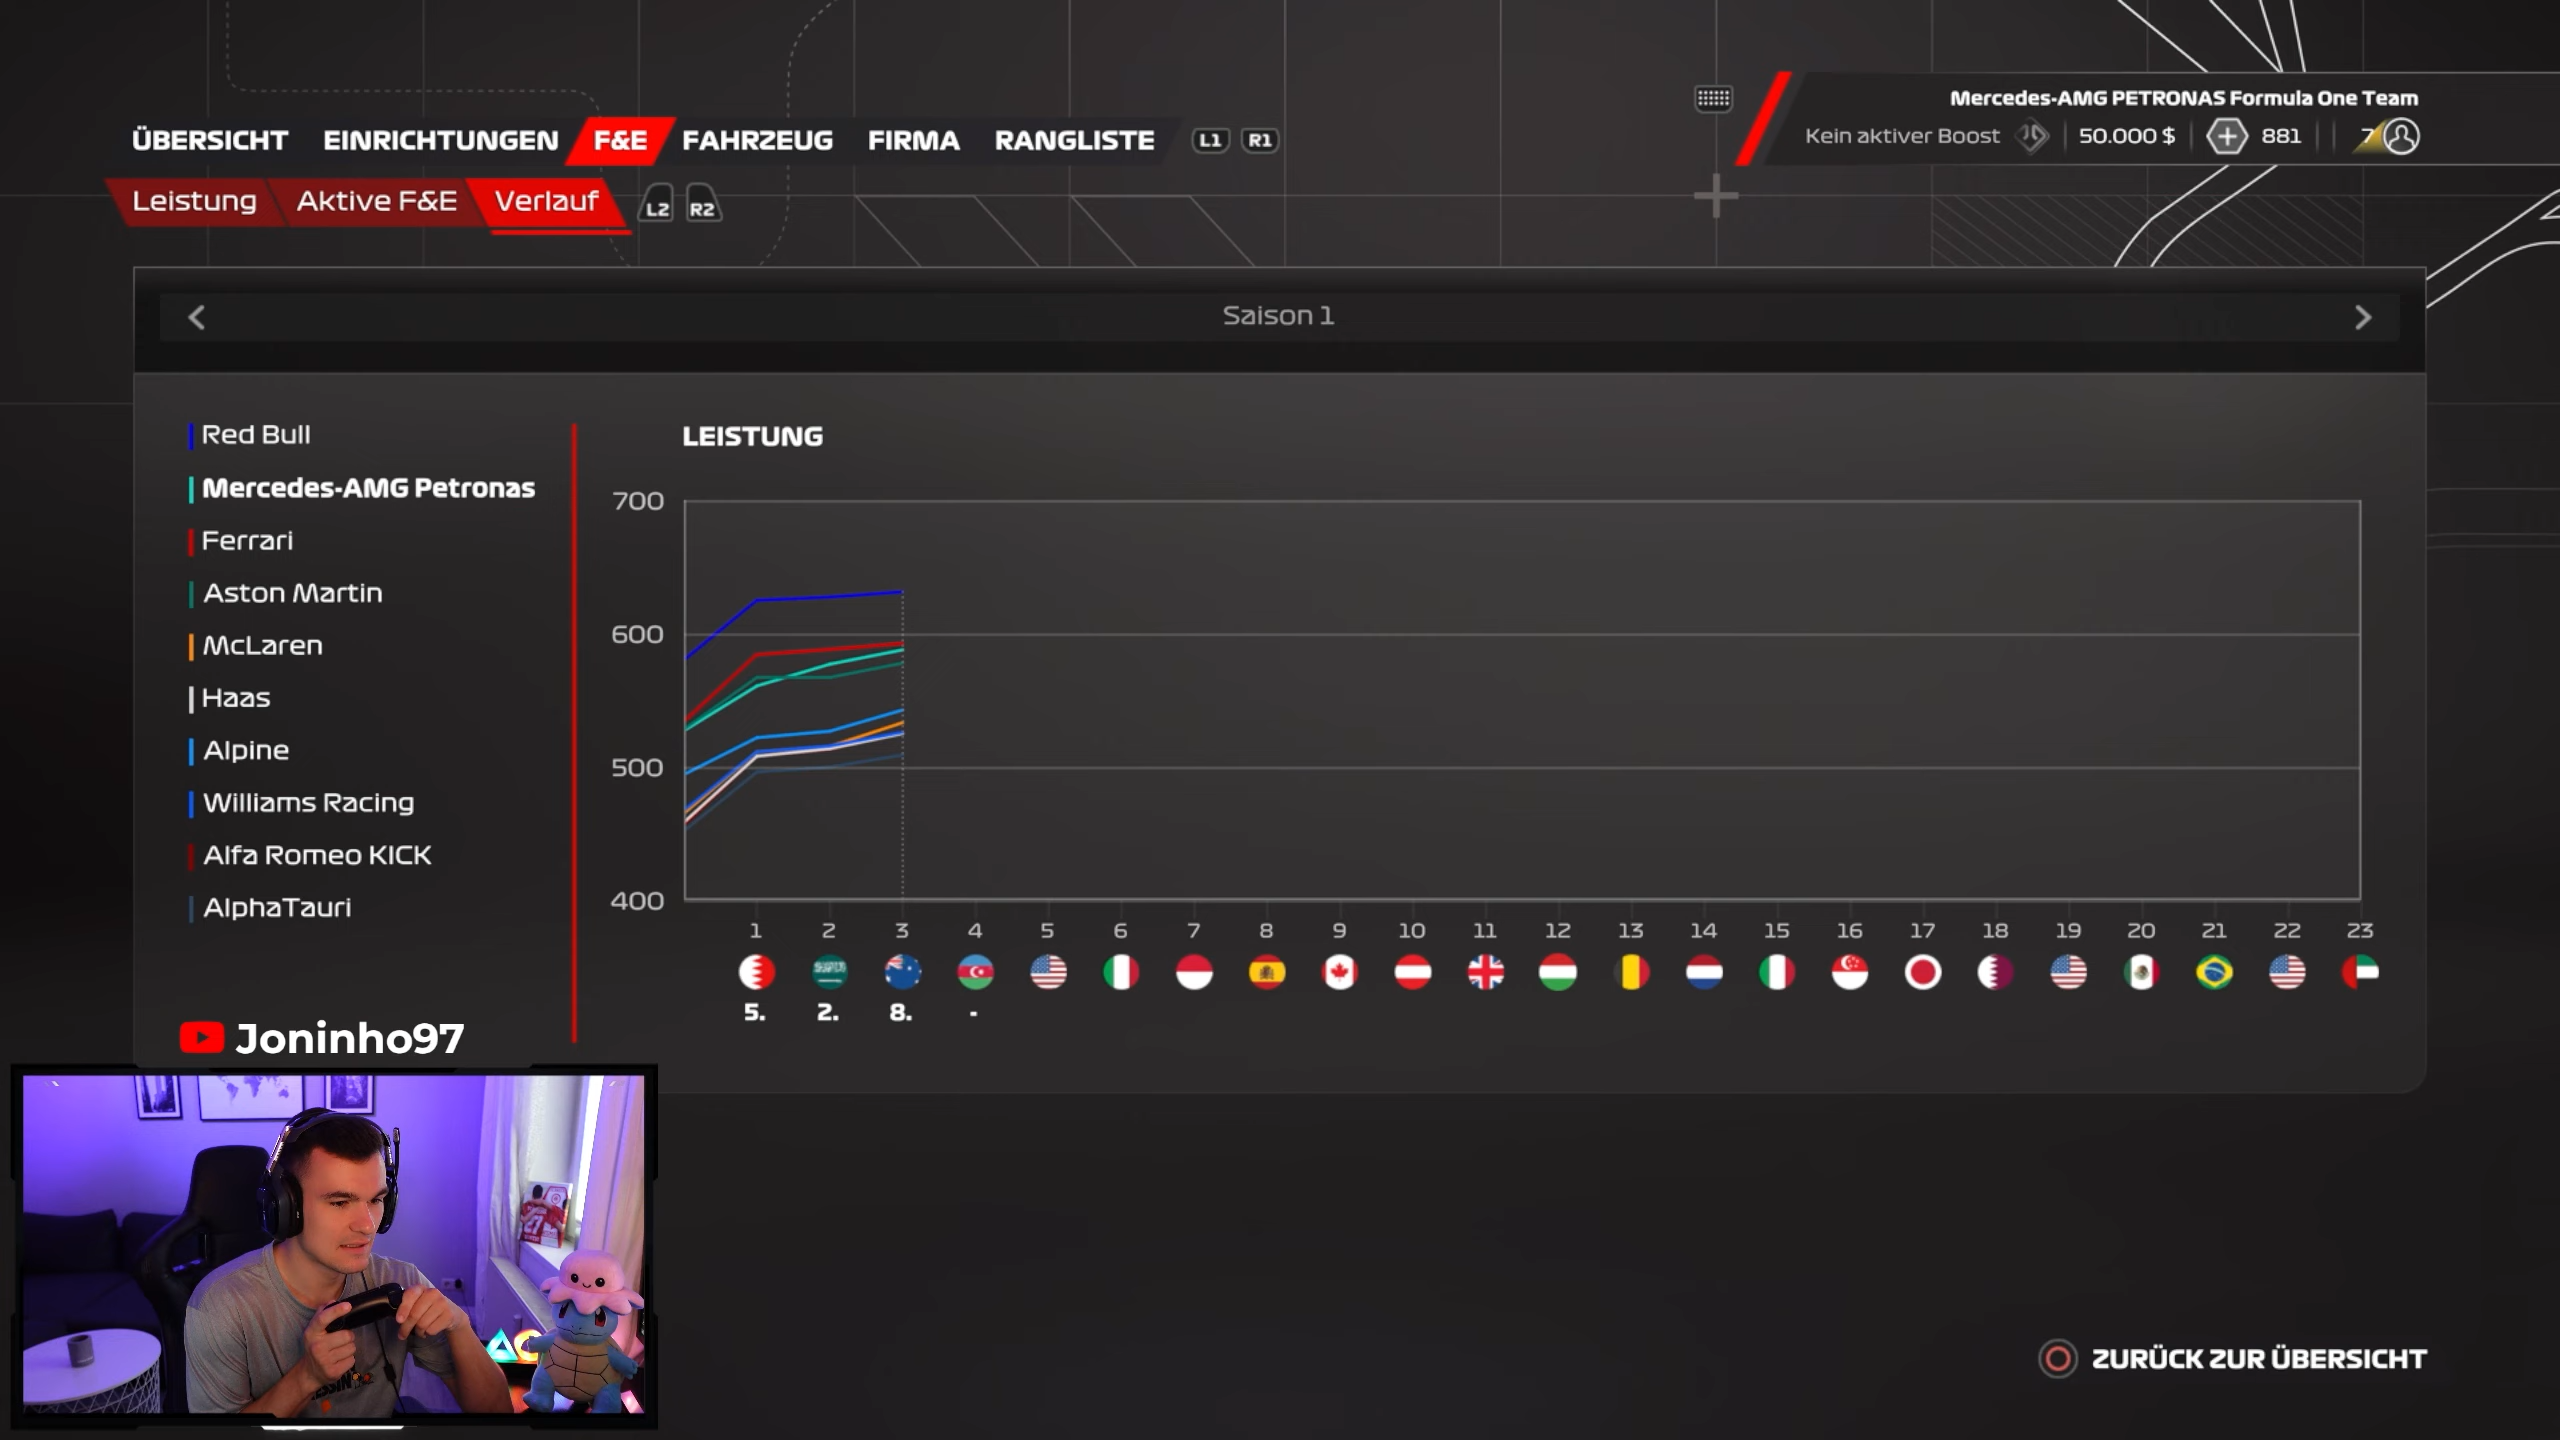 Mercedes-AMG PETRONAS Formula One Team
ÜBERSICHT EINRICHTUNGEN F&E FAHRZEUG FIRMA RANGLISTE L1 R1
Kein aktiver Boost 50.000 $ 881 7
Leistung Aktive F&E Verlauf L2 R2
Saison 1
Red Bull
Mercedes-AMG Petronas
Ferrari
Aston Martin
McLaren
Haas
Alpine
Williams Racing
Alfa Romeo KICK
AlphaTauri
LEISTUNG
700
600
500
400
1 2 3 4 5 6 7 8 9 10 11 12 13 14 15 16 17 18 19 20 21 22 23
5. 2. 8. -
Joninho97
27
ZURÜCK ZUR ÜBERSICHT